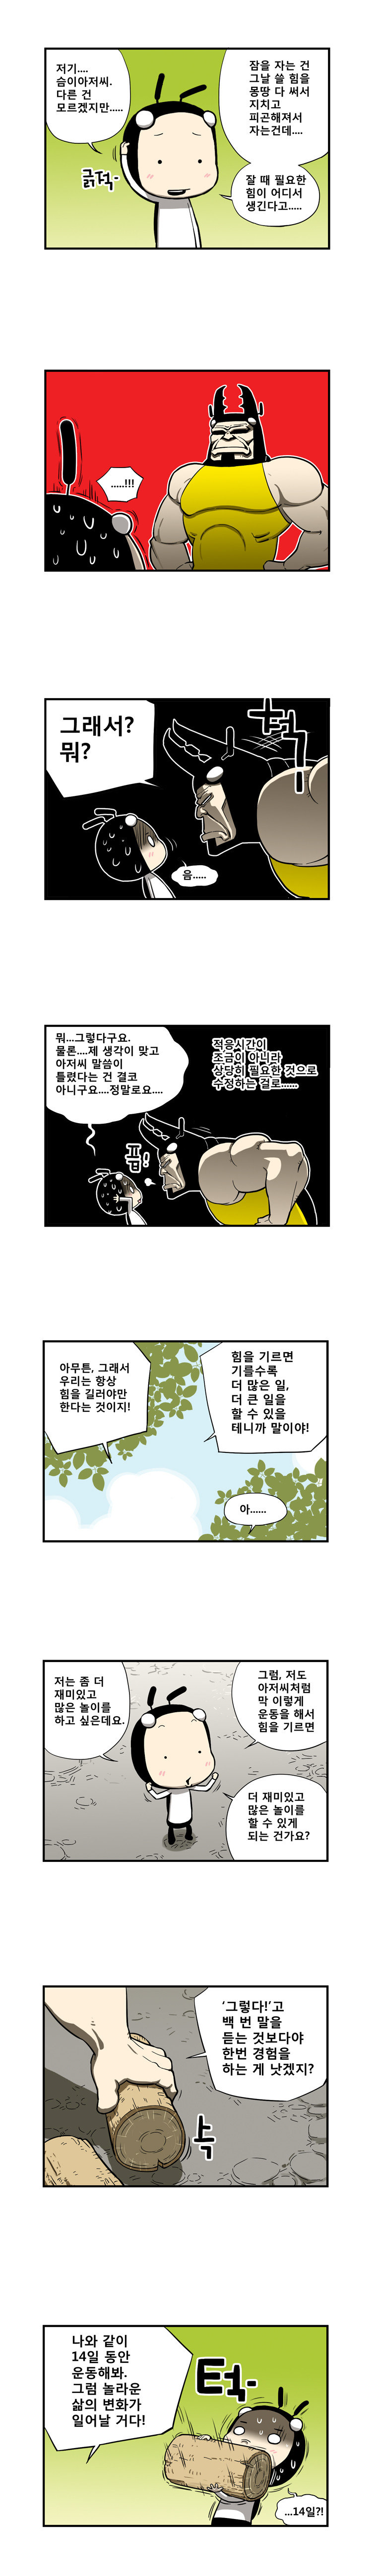 저기....
슴이아저씨.
다른 건
모르겠지만.....
잠을 자는 건
그날 쓸 힘을
몽땅 다 써서
지치고
피곤해져서
자는건데....
긁적-
잘 때 필요한
힘이 어디서
생긴다고.....
.....!!!
그래서?
뭐?
척
음.....
뭐...그렇다구요.
물론....제 생각이 맞고
아저씨 말씀이
틀렸다는 건 결코
아니구요....정말로요....
적응시간이
조금이 아니라
상당히 필요한 것으로
수정하는 걸로......
풉!
아무튼, 그래서
우리는 항상
힘을 길러야만
한다는 것이지!
힘을 기르면
기를수록
더 많은 일,
더 큰 일을
할 수 있을
테니까 말이야!
아......
저는 좀 더
재미있고
많은 놀이를
하고 싶은데요.
그럼, 저도
아저씨처럼
막 이렇게
운동을 해서
힘을 기르면
더 재미있고
많은 놀이를
할 수 있게
되는 건가요?
‘그렇다!’고
백 번 말을
듣는 것보다야
한번 경험을
하는 게 낫겠지?
슥
나와 같이
14일 동안
운동해봐.
그럼 놀라운
삶의 변화가
일어날 거다!
턱-
...14일?!